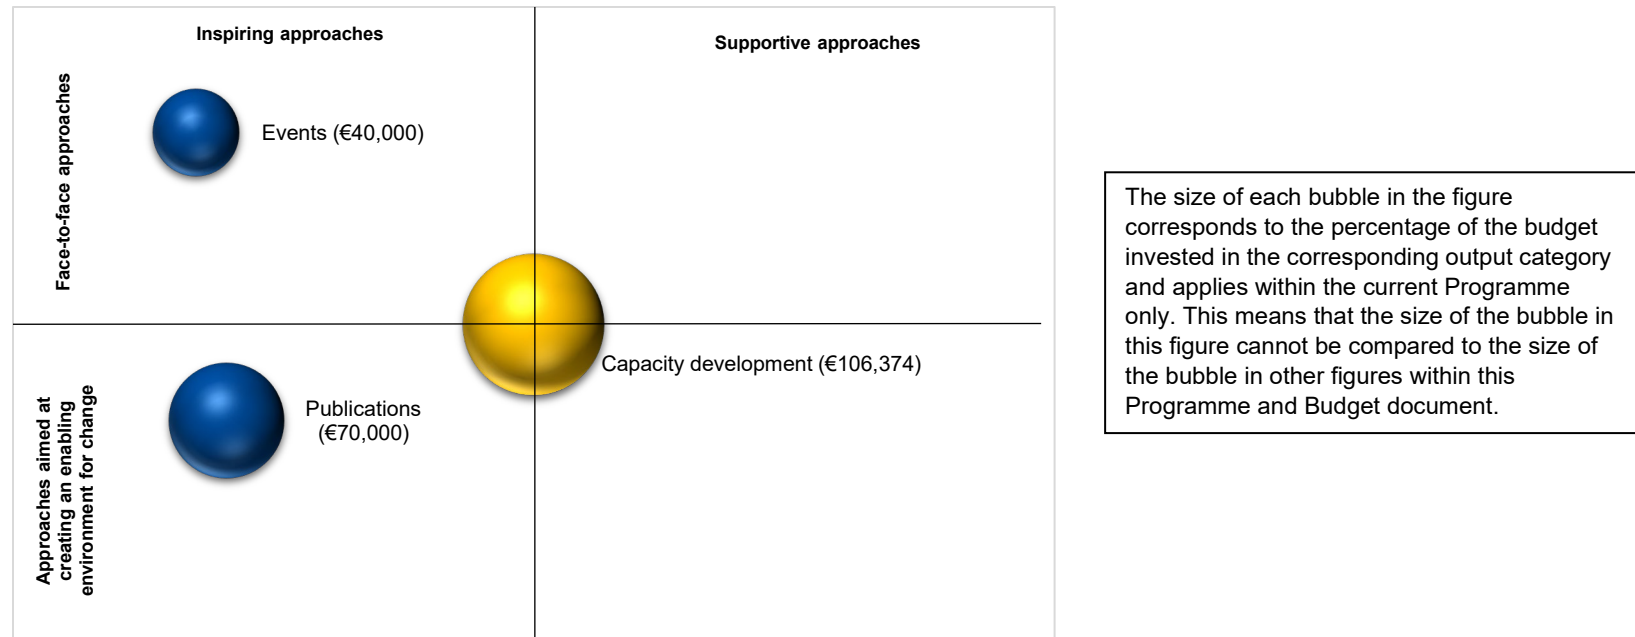 Inspiring approaches
Supportive approaches
Face-to-face approaches
Events (€40,000)
Capacity development (€106,374)
Approaches aimed at
creating an enabling
environment for change
Publications
(€70,000)
The size of each bubble in the figure
corresponds to the percentage of the budget
invested in the corresponding output category
and applies within the current Programme
only. This means that the size of the bubble in
this figure cannot be compared to the size of
the bubble in other figures within this
Programme and Budget document.